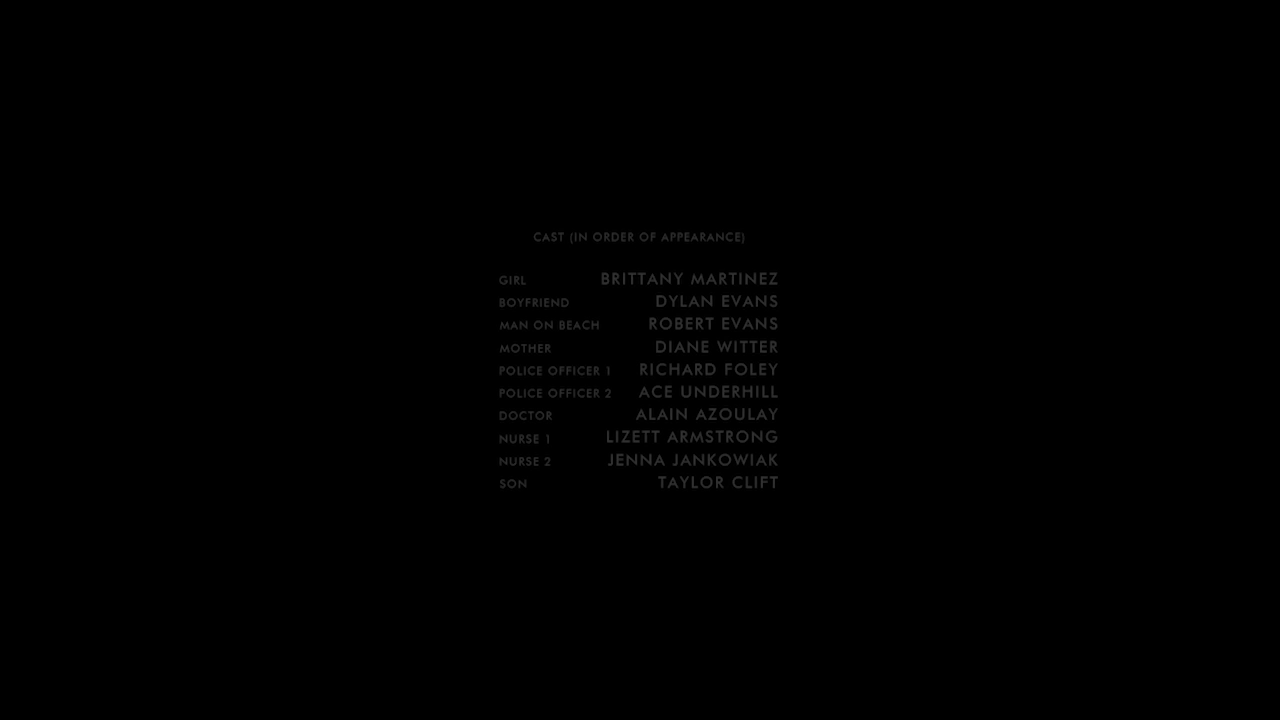 CAST (IN ORDER OF APPEARANCE)
GIRL BRITTANY MARTINEZ
BOYFRIEND DYLAN EVANS
MAN ON BEACH ROBERT EVANS
MOTHER DIANE WITTER
POLICE OFFICER 1 RICHARD FOLEY
POLICE OFFICER 2 ACE UNDERHILL
DOCTOR ALAIN AZOULAY
NURSE 1 LIZETT ARMSTRONG
NURSE 2 JENNA JANKOWIAK
SON TAYLOR CLIFT